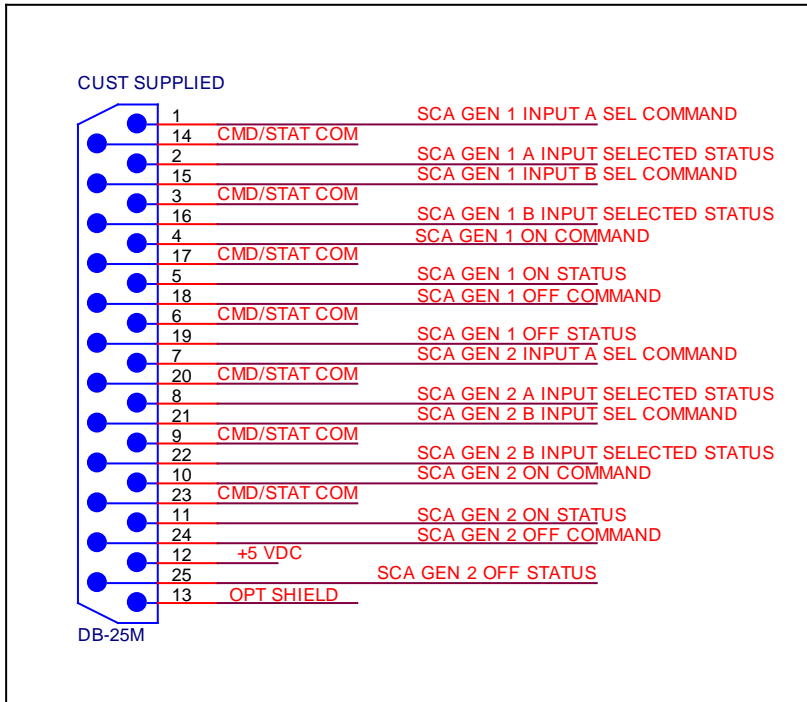 CUST SUPPLIED
1 SCA GEN 1 INPUT A SEL COMMAND
14 CMD/STAT COM
2 SCA GEN 1 A INPUT SELECTED STATUS
15 SCA GEN 1 INPUT B SEL COMMAND
3 CMD/STAT COM
16 SCA GEN 1 B INPUT SELECTED STATUS
4 SCA GEN 1 ON COMMAND
17 CMD/STAT COM
5 SCA GEN 1 ON STATUS
18 SCA GEN 1 OFF COMMAND
6 CMD/STAT COM
19 SCA GEN 1 OFF STATUS
7 SCA GEN 2 INPUT A SEL COMMAND
20 CMD/STAT COM
8 SCA GEN 2 A INPUT SELECTED STATUS
21 SCA GEN 2 B INPUT SEL COMMAND
9 CMD/STAT COM
22 SCA GEN 2 B INPUT SELECTED STATUS
10 SCA GEN 2 ON COMMAND
23 CMD/STAT COM
11 SCA GEN 2 ON STATUS
24 SCA GEN 2 OFF COMMAND
12 +5 VDC
25 SCA GEN 2 OFF STATUS
13 OPT SHIELD
DB-25M